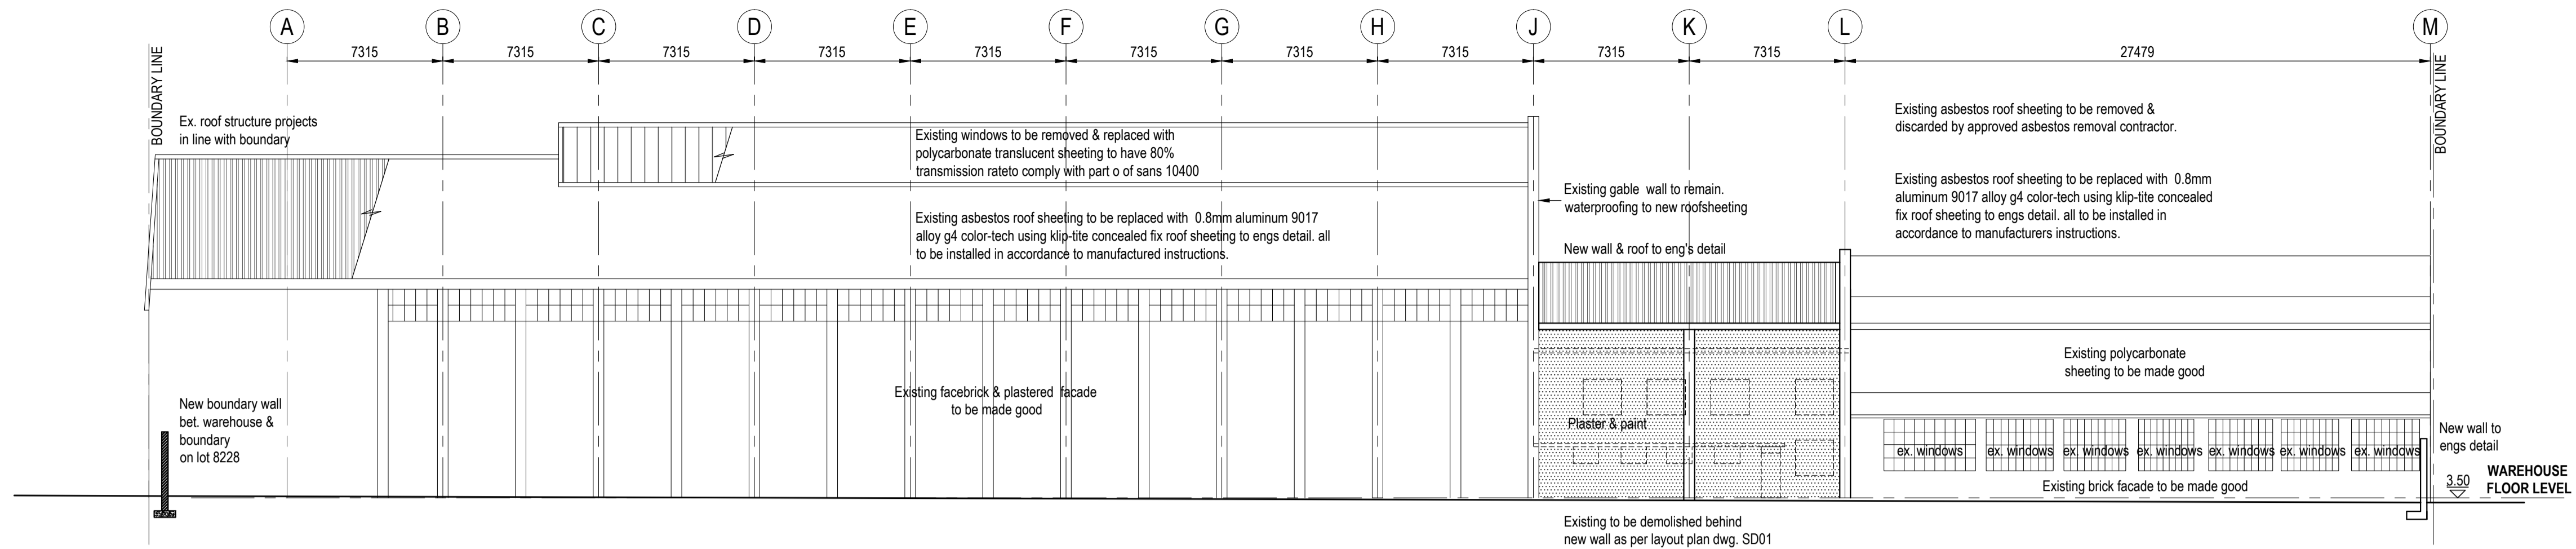 A B C D E F G H J K L M
7315 7315 7315 7315 7315 7315 7315 7315 7315 7315 27479
BOUNDARY LINE
BOUNDARY LINE
Ex. roof structure projects
in line with boundary
Existing windows to be removed & replaced with
polycarbonate translucent sheeting to have 80%
transmission rateto comply with part o of sans 10400
Existing asbestos roof sheeting to be replaced with 0.8mm aluminum 9017
alloy g4 color-tech using klip-tite concealed fix roof sheeting to engs detail. all
to be installed in accordance to manufactured instructions.
Existing gable wall to remain.
waterproofing to new roofsheeting
New wall & roof to eng's detail
Existing asbestos roof sheeting to be removed &
discarded by approved asbestos removal contractor.
Existing asbestos roof sheeting to be replaced with 0.8mm
aluminum 9017 alloy g4 color-tech using klip-tite concealed
fix roof sheeting to engs detail. all to be installed in
accordance to manufacturers instructions.
Existing polycarbonate
sheeting to be made good
New boundary wall
bet. warehouse &
boundary
on lot 8228
Existing facebrick & plastered facade
to be made good
Plaster & paint
ex. windows ex. windows ex. windows ex. windows ex. windows ex. windows ex. windows
Existing brick facade to be made good
New wall to
engs detail
3.50
WAREHOUSE
FLOOR LEVEL
Existing to be demolished behind
new wall as per layout plan dwg. SD01